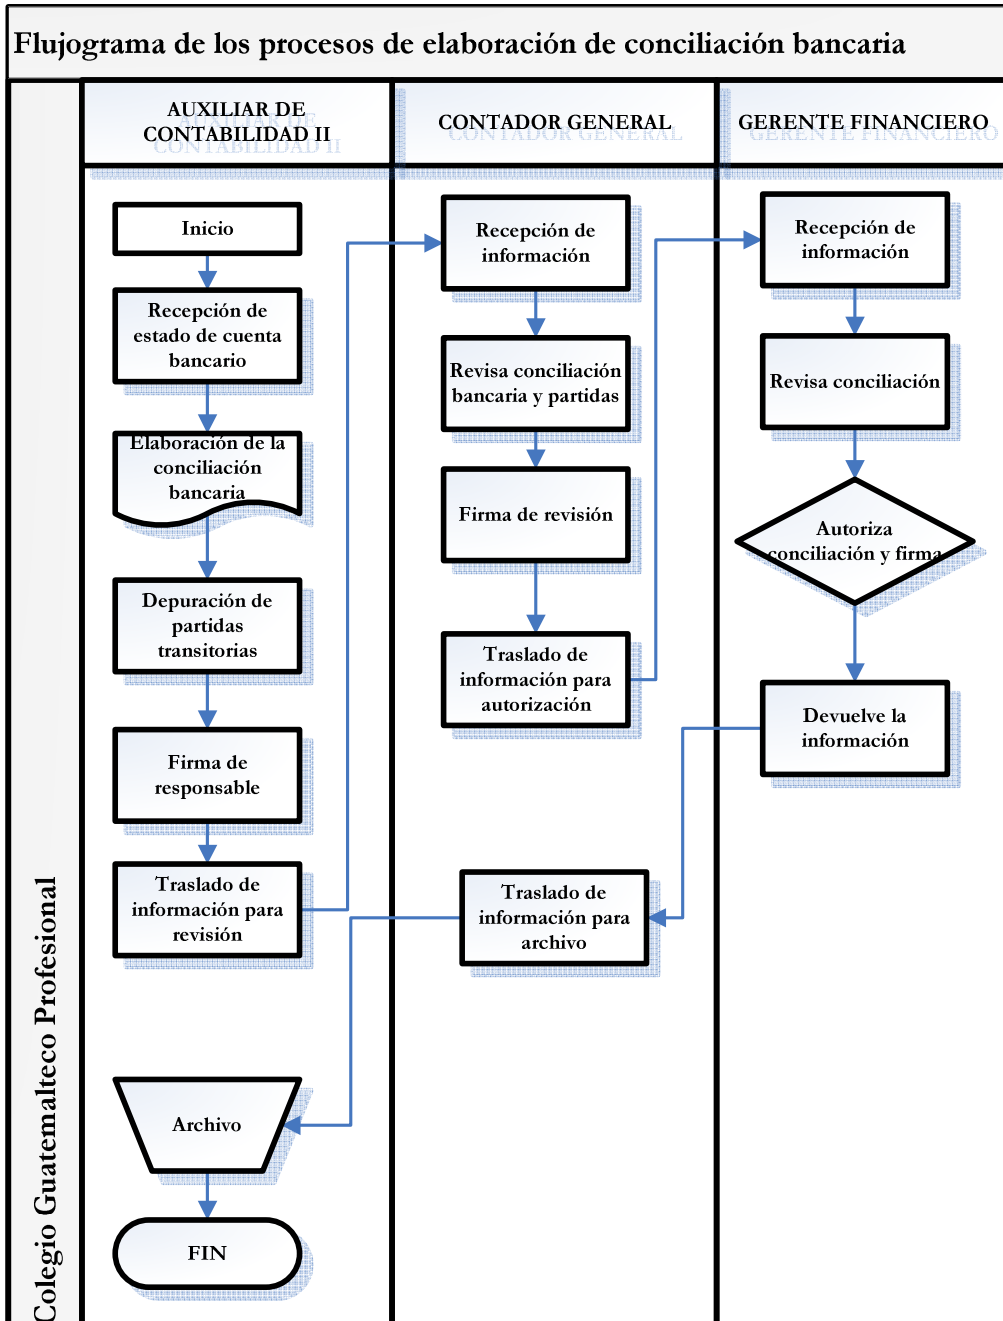 Flujograma de los procesos de elaboración de conciliación bancaria
Colegio Guatemalteco Profesional
AUXILIAR DE
CONTABILIDAD II
CONTADOR GENERAL
GERENTE FINANCIERO
Inicio
Recepción de
estado de cuenta
bancario
Elaboración de la
conciliación
bancaria
Depuración de
partidas
transitorias
Firma de
responsable
Traslado de
información para
revisión
Archivo
FIN
Recepción de
información
Revisa conciliación
bancaria y partidas
Firma de revisión
Traslado de
información para
autorización
Traslado de
información para
archivo
Recepción de
información
Revisa conciliación
Autoriza
conciliación y firma
Devuelve la
información